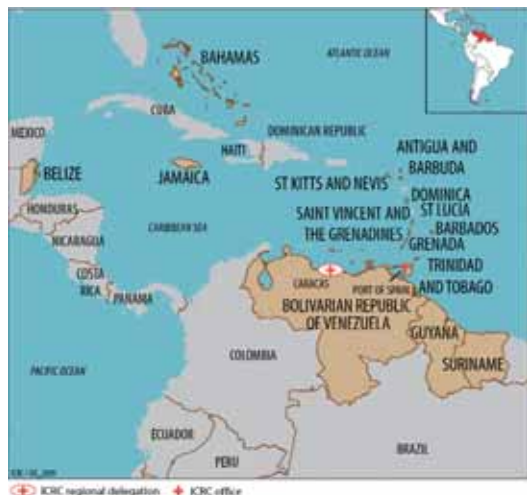 BAHAMAS
ATLANTIC OCEAN
CUBA
MEXICO
DOMINICAN REPUBLIC
HAITI
BELIZE
JAMAICA
ANTIGUA AND
BARBUDA
ST KITTS AND NEVIS
HONDURAS
DOMINICA
ST LUCIA
SAINT VINCENT AND
THE GRENADINES
BARBADOS
GRENADA
CARIBBEAN SEA
NICARAGUA
COSTA
RICA
PANAMA
CARACAS
PORT OF SPAIN
TRINIDAD
AND TOBAGO
BOLIVARIAN REPUBLIC
OF VENEZUELA
GUYANA
SURINAME
COLOMBIA
PACIFIC OCEAN
ECUADOR
PERU
BRAZIL
ICRC regional delegation
ICRC office